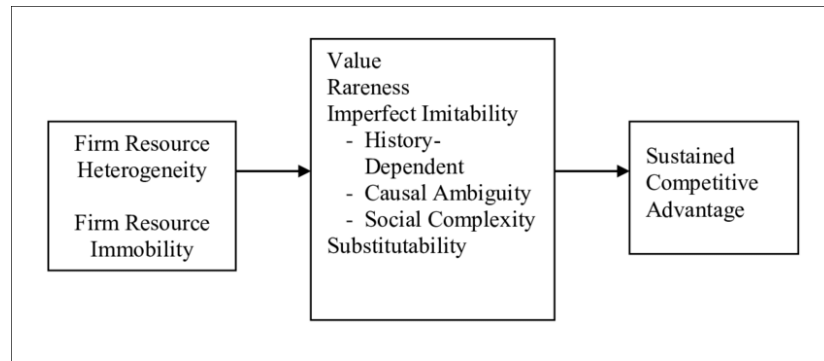 Firm Resource
Heterogeneity
Firm Resource
Immobility
Value
Rareness
Imperfect Imitability
- History-
Dependent
- Causal Ambiguity
- Social Complexity
Substitutability
Sustained
Competitive
Advantage